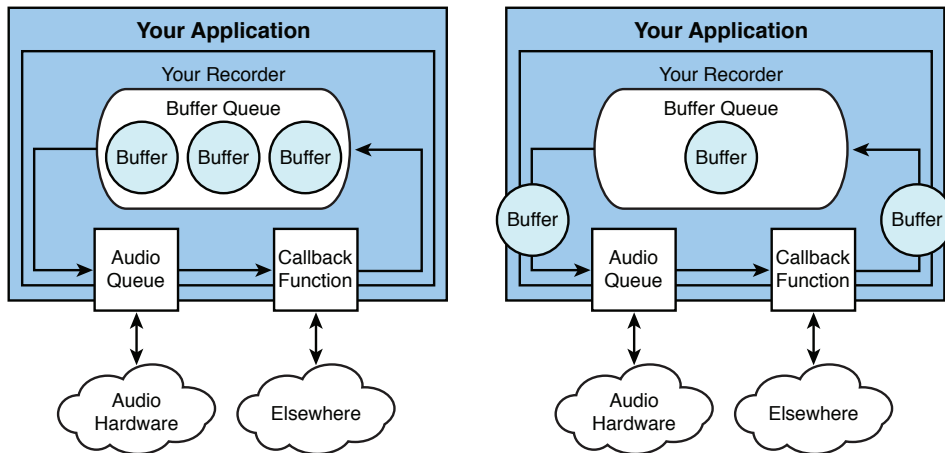 Your Application
Your Recorder
Buffer Queue
Buffer Buffer Buffer
Audio
Queue
Callback
Function
Audio
Hardware
Elsewhere
Your Application
Your Recorder
Buffer Queue
Buffer
Buffer
Buffer
Audio
Queue
Callback
Function
Audio
Hardware
Elsewhere